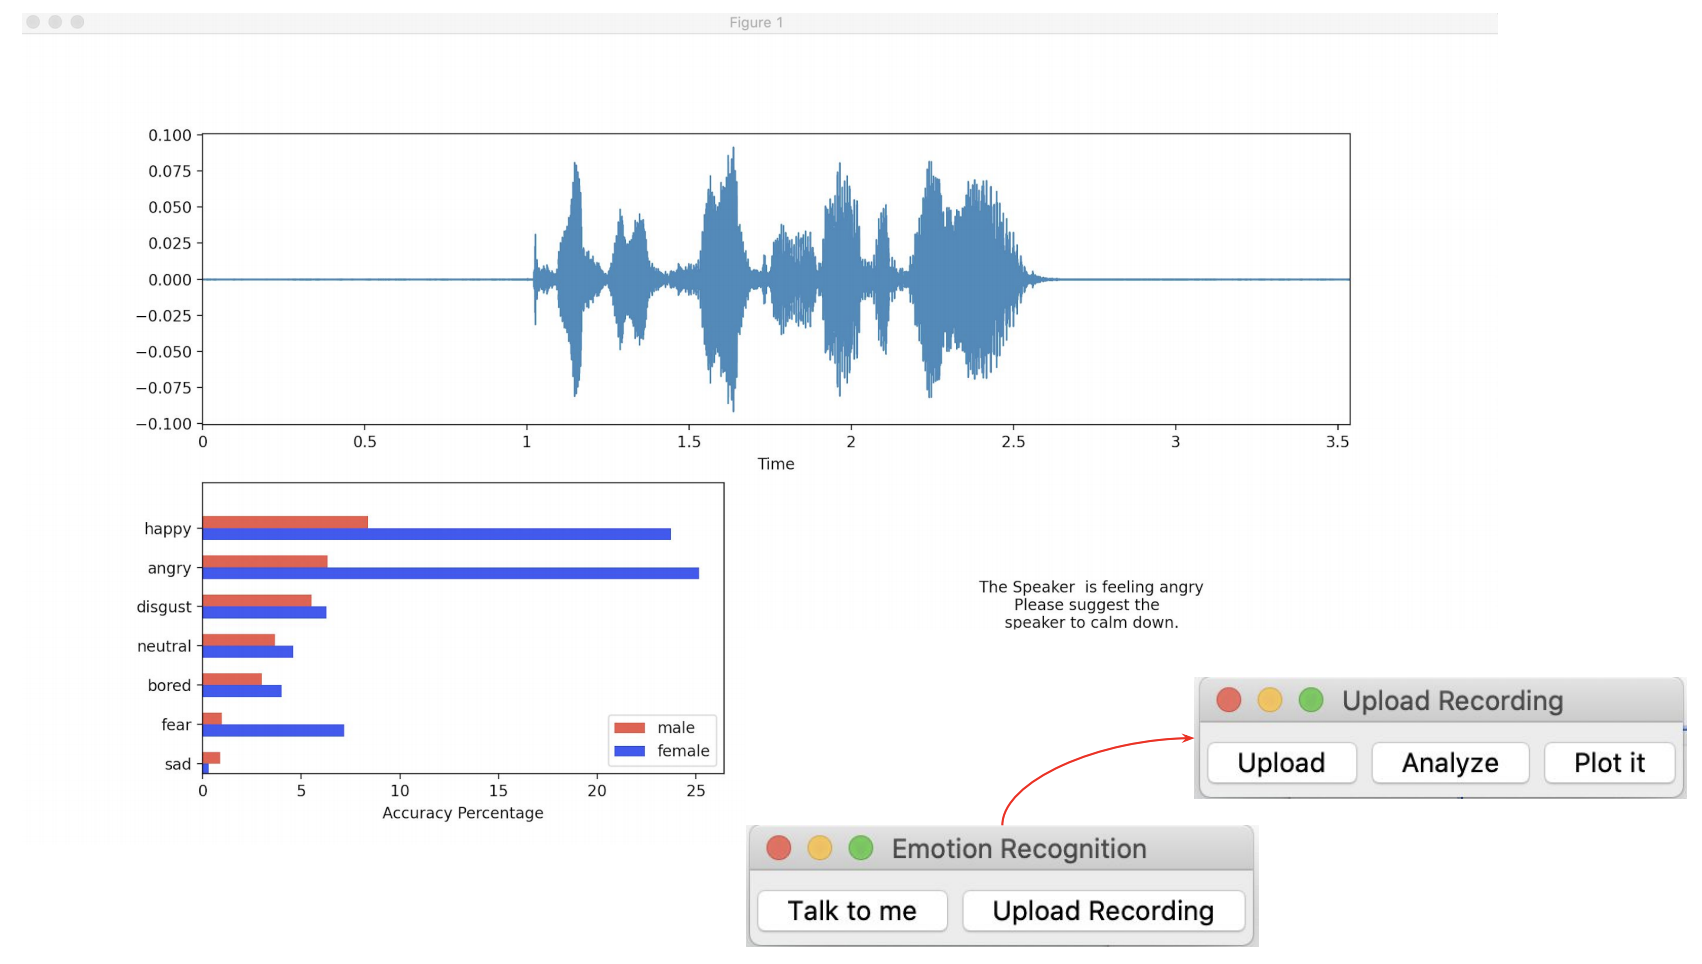 Figure 1
0.100
0.075
0.050
0.025
0.000
−0.025
−0.050
−0.075
−0.100
0 0.5 1 1.5 2 2.5 3 3.5
Time
happy
angry
disgust
neutral
bored
fear
sad
male
female
0 5 10 15 20 25
Accuracy Percentage
The Speaker  is feeling angry
Please suggest the
speaker to calm down.
Upload Recording
Upload Analyze Plot it
Emotion Recognition
Talk to me Upload Recording